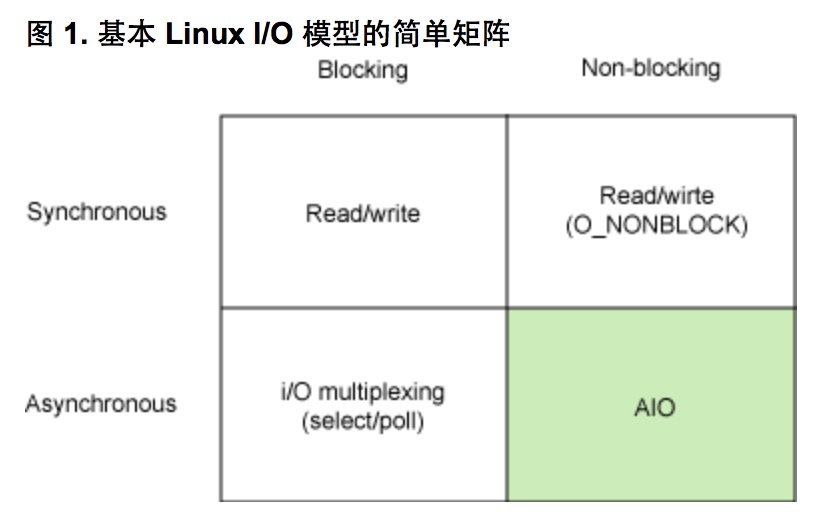 图 1. 基本 Linux I/O 模型的简单矩阵
Blocking
Non-blocking
Synchronous
Read/write
Read/wirte
(O_NONBLOCK)
Asynchronous
i/O multiplexing
(select/poll)
AIO